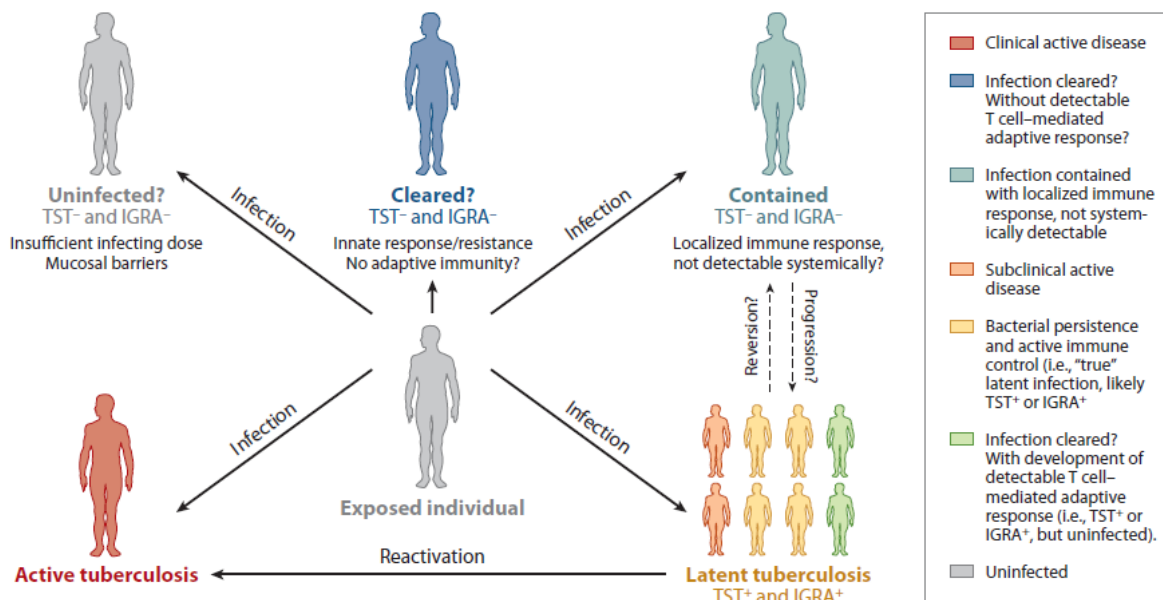 Uninfected?
TST⁻ and IGRA⁻
Insufficient infecting dose
Mucosal barriers
Cleared?
TST⁻ and IGRA⁻
Innate response/resistance
No adaptive immunity?
Contained
TST⁻ and IGRA⁻
Localized immune response,
not detectable systemically?
Infection
Infection
Reversion?
Progression?
Infection
Infection
Exposed individual
Active tuberculosis
Reactivation
Latent tuberculosis
TST⁺ and IGRA⁺
Clinical active disease
Infection cleared?
Without detectable
T cell–mediated
adaptive response?
Infection contained
with localized immune
response, not system-
ically detectable
Subclinical active
disease
Bacterial persistence
and active immune
control (i.e., “true”
latent infection, likely
TST⁺ or IGRA⁺
Infection cleared?
With development of
detectable T cell–
mediated adaptive
response (i.e., TST⁺ or
IGRA⁺, but uninfected).
Uninfected